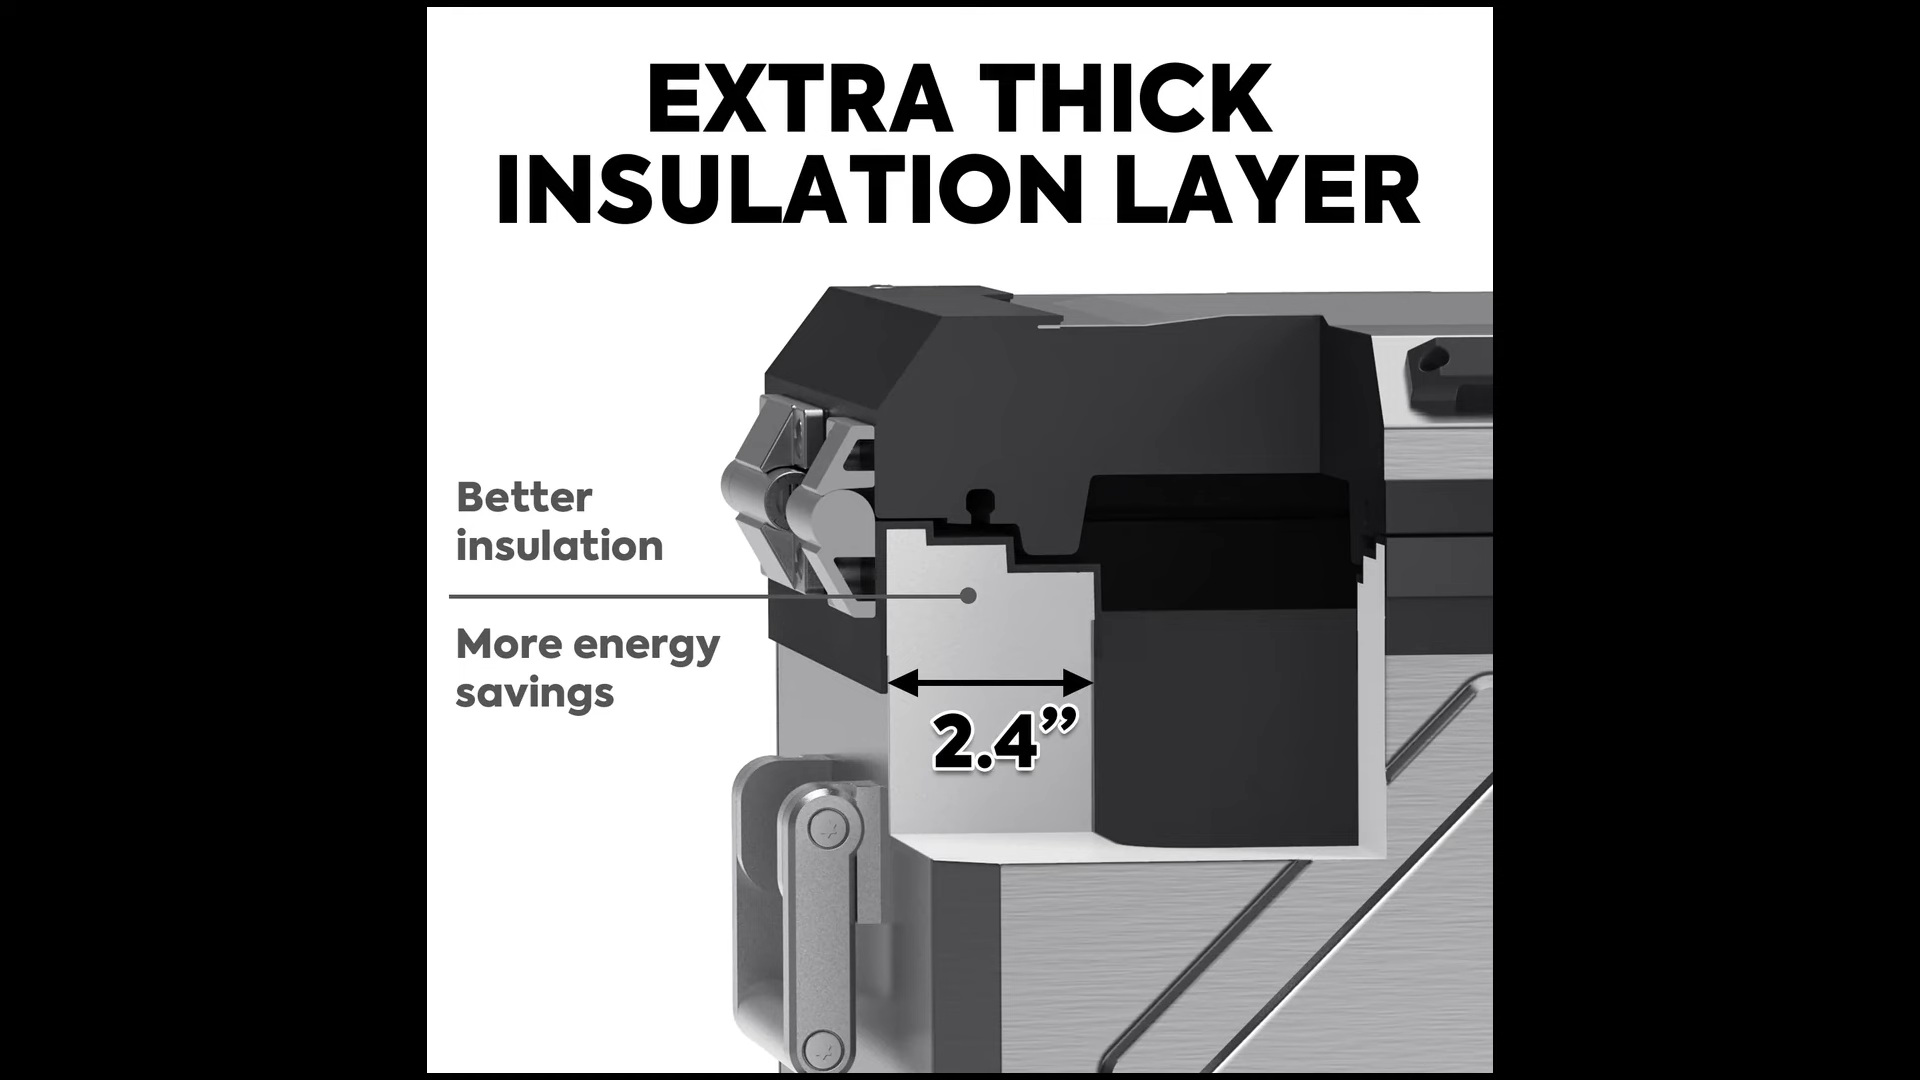 EXTRA THICK
INSULATION LAYER
Better
insulation
More energy
savings
2.4”